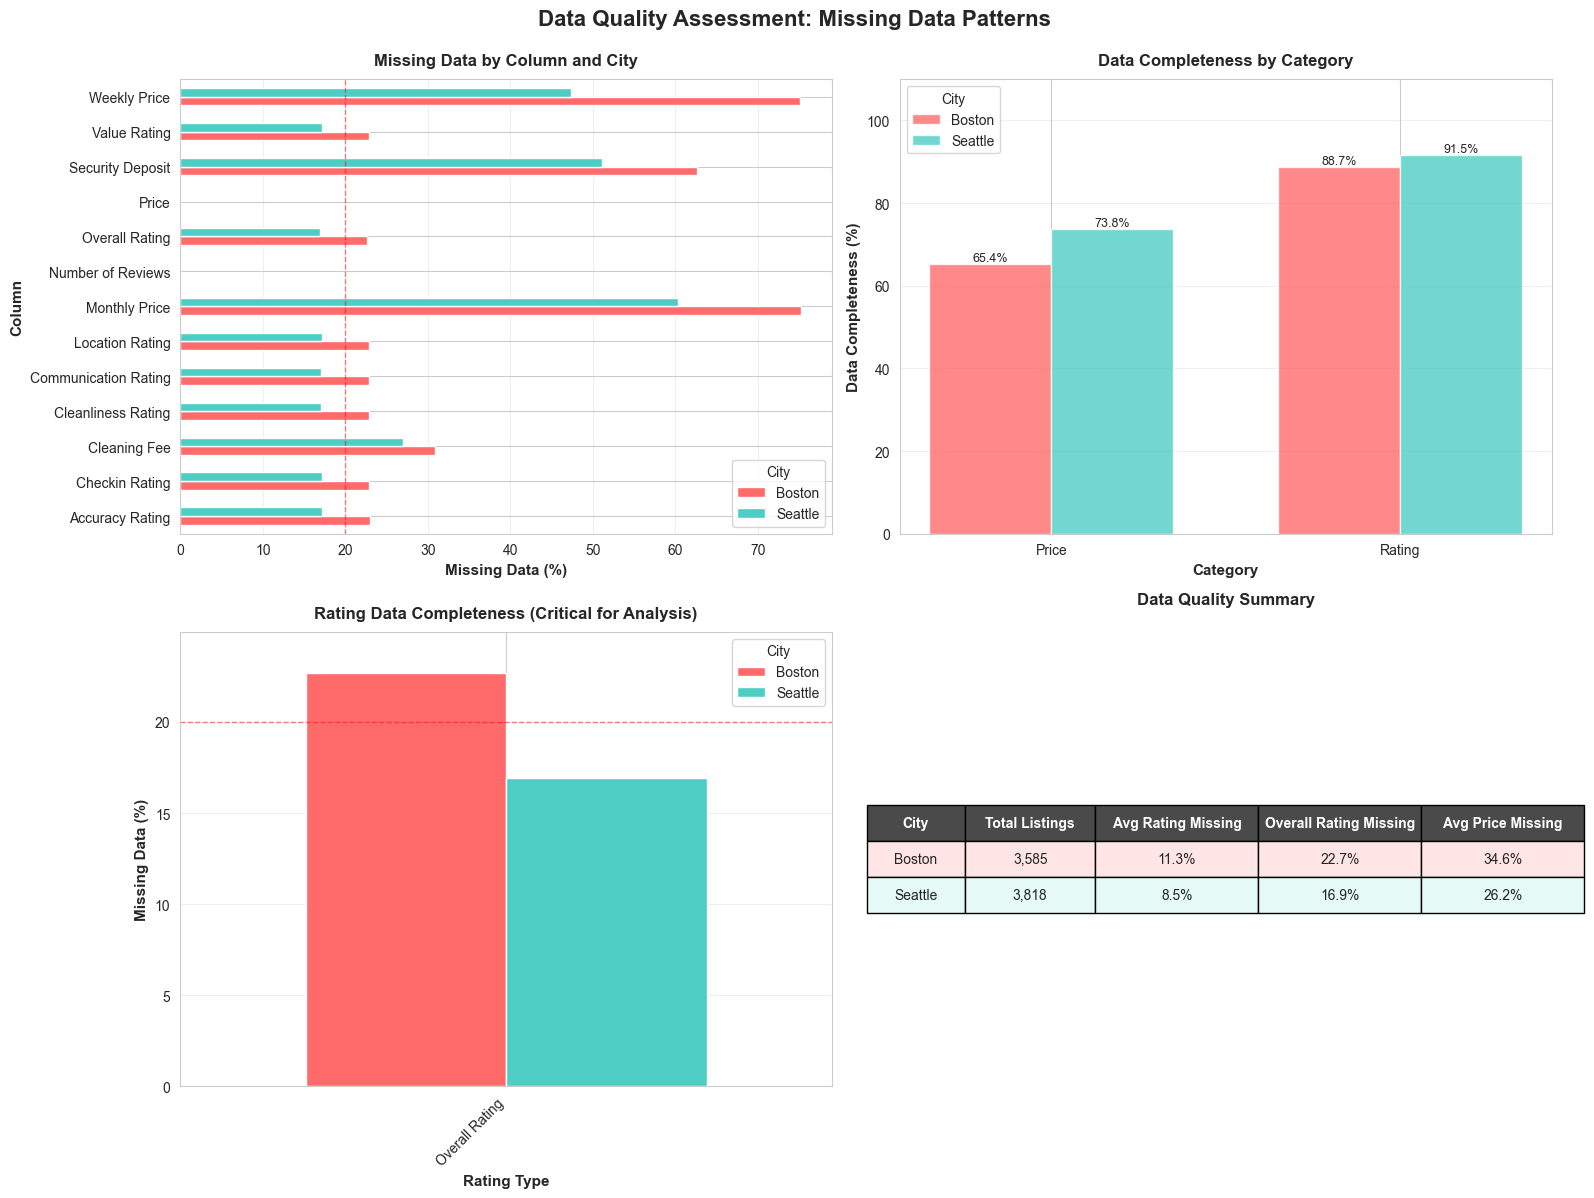 Data Quality Assessment: Missing Data Patterns
Missing Data by Column and City
Column
Weekly Price
Value Rating
Security Deposit
Price
Overall Rating
Number of Reviews
Monthly Price
Location Rating
Communication Rating
Cleanliness Rating
Cleaning Fee
Checkin Rating
Accuracy Rating
City
Boston
Seattle
0 10 20 30 40 50 60 70
Missing Data (%)
Data Completeness by Category
City
Boston
Seattle
Data Completeness (%)
100
80
60
40
20
0
65.4%
73.8%
88.7%
91.5%
Price Rating
Category
Rating Data Completeness (Critical for Analysis)
City
Boston
Seattle
Missing Data (%)
20
15
10
5
0
Overall Rating
Rating Type
Data Quality Summary
City Total Listings Avg Rating Missing Overall Rating Missing Avg Price Missing
Boston 3,585 11.3% 22.7% 34.6%
Seattle 3,818 8.5% 16.9% 26.2%